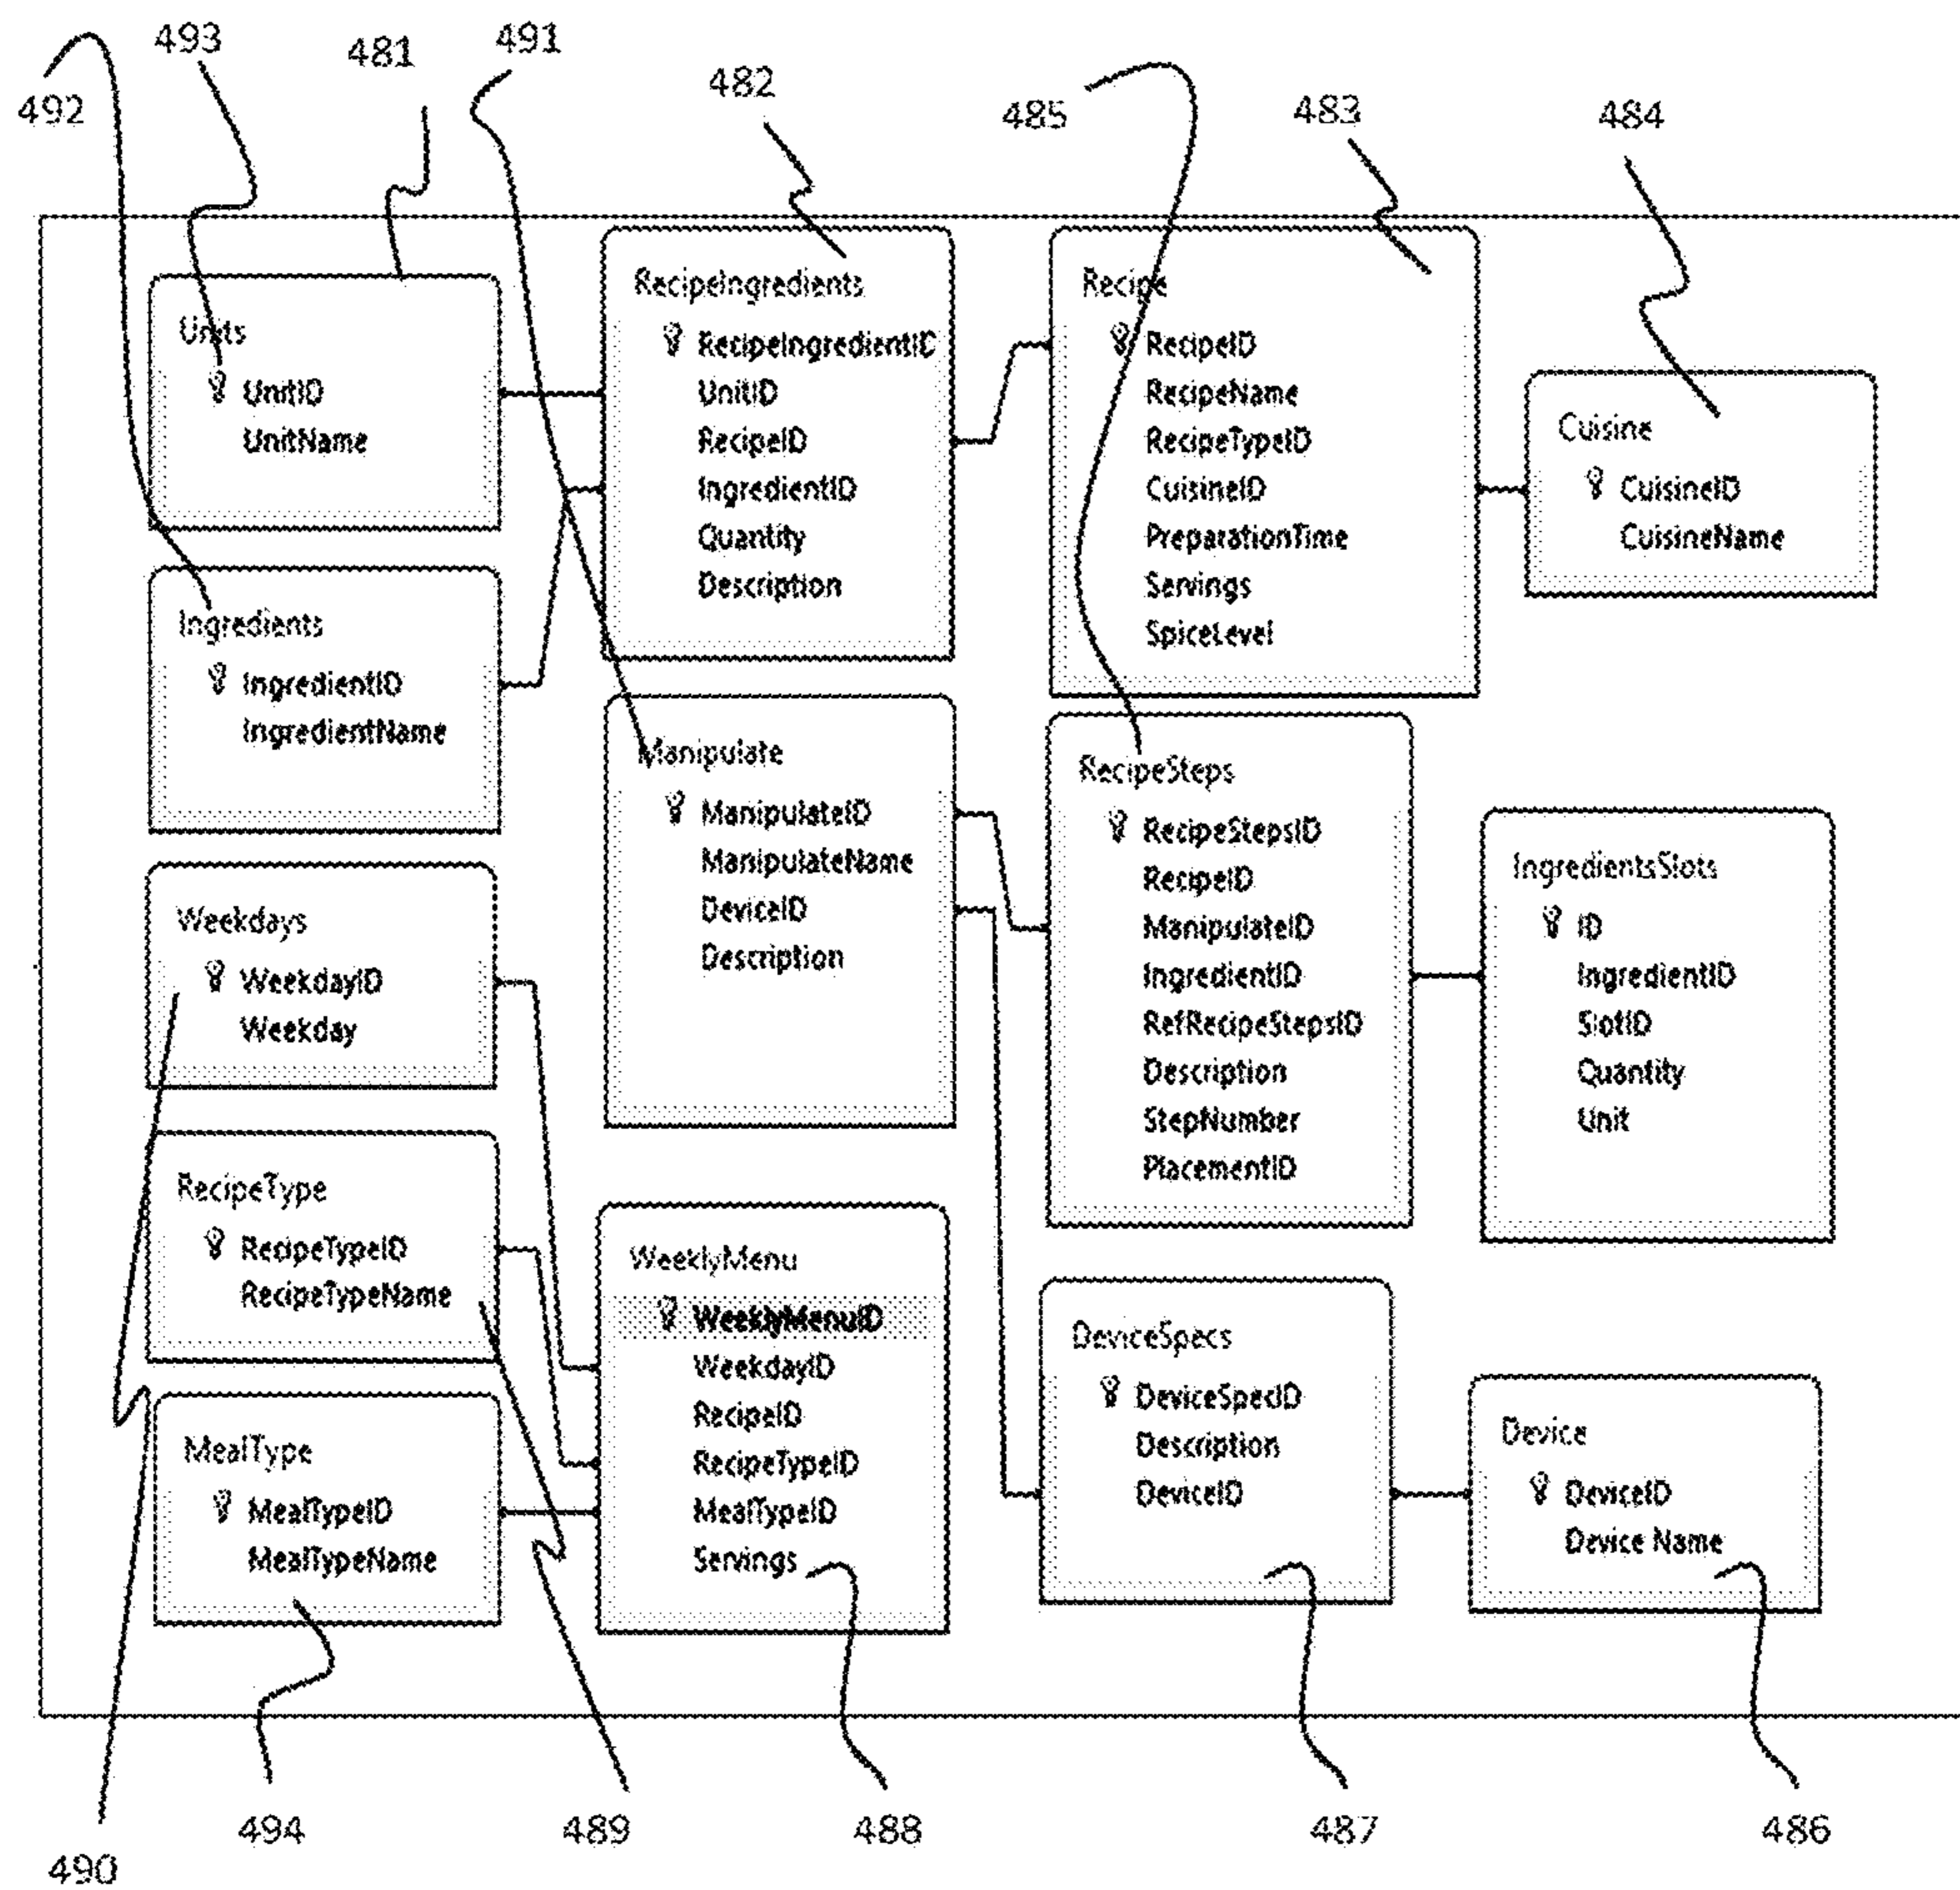 493
481
491
492
482
485
483
484
Units
UnitID
UnitName
RecipeIngredients
RecipeIngredientID
UnitID
RecipeID
IngredientID
Quantity
Description
Recipe
RecipeID
RecipeName
RecipeTypeID
CuisineID
PreparationTime
Servings
SpiceLevel
Cuisine
CuisineID
CuisineName
Ingredients
IngredientID
IngredientName
Manipulate
ManipulateID
ManipulateName
DeviceID
Description
RecipeSteps
RecipeStepsID
RecipeID
ManipulateID
IngredientID
RefRecipeStepsID
Description
StepNumber
PlacementID
IngredientsSlots
ID
IngredientID
SlotID
Quantity
Unit
Weekdays
WeekdayID
Weekday
RecipeType
RecipeTypeID
RecipeTypeName
WeeklyMenu
WeeklyMenuID
WeekdayID
RecipeID
RecipeTypeID
MealTypeID
Servings
DeviceSpecs
DeviceSpecID
Description
DeviceID
Device
DeviceID
Device Name
MealType
MealTypeID
MealTypeName
490
494
489
488
487
486